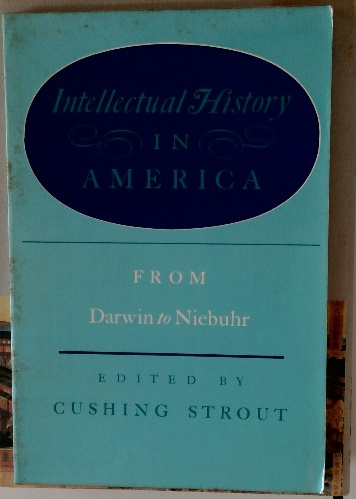 Intellectual History
IN
AMERICA
FROM
Darwin to Niebuhr
EDITED BY
CUSHING STROUT